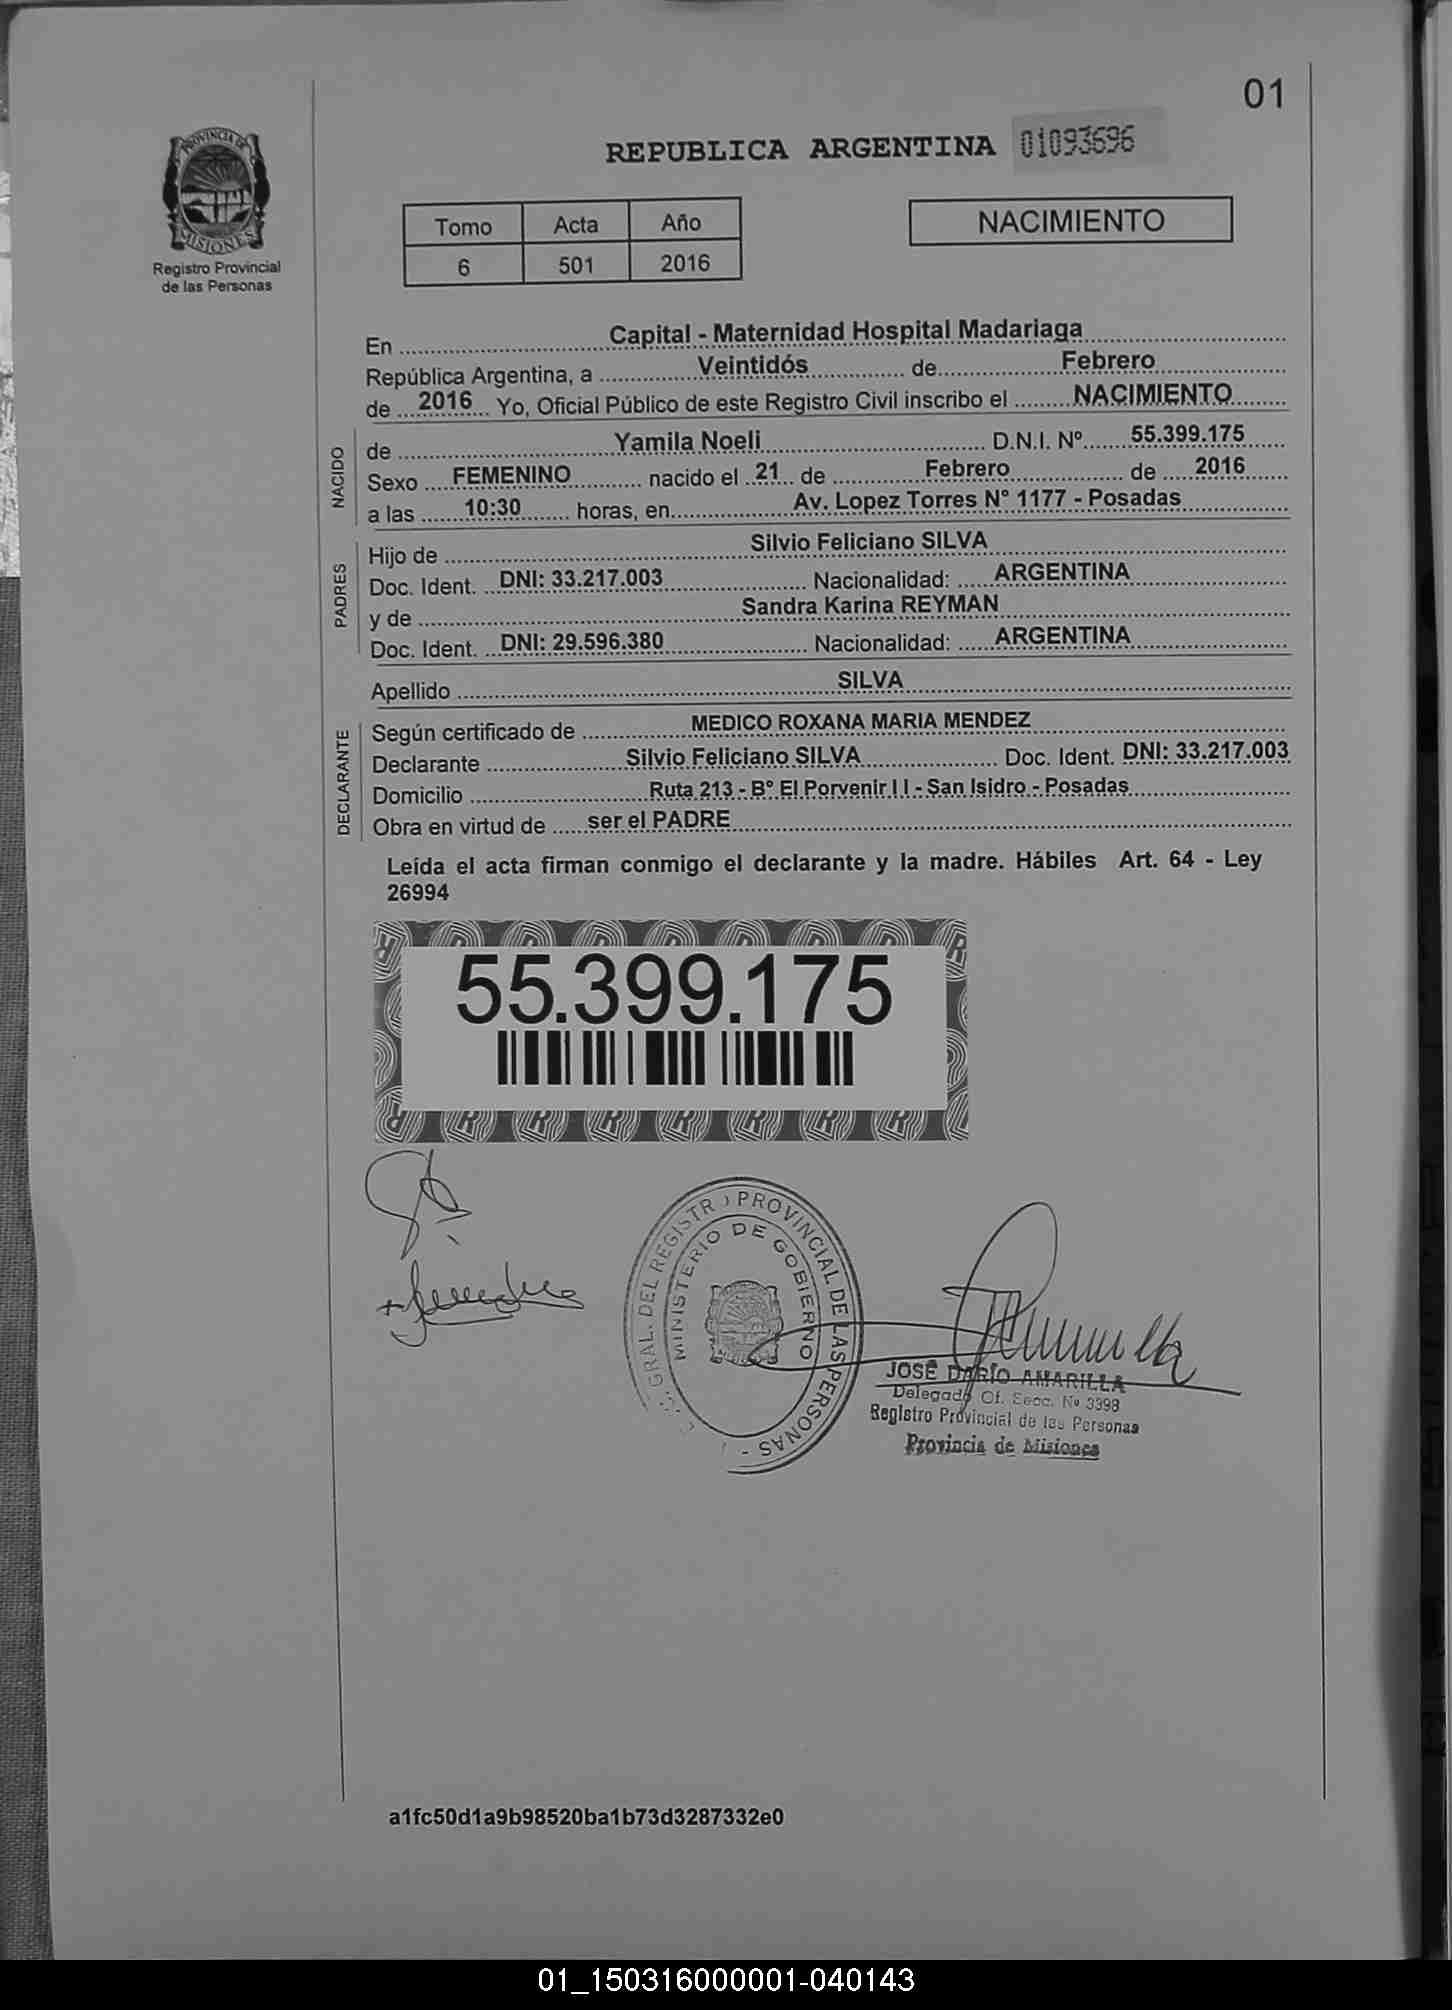 01
PROVINCIA DE
MISIONES
Registro Provincial
de las Personas
REPUBLICA ARGENTINA 01093696
Tomo Acta Año
6 501 2016
NACIMIENTO
En Capital - Maternidad Hospital Madariaga
República Argentina, a Veintidós de Febrero
de 2016 Yo, Oficial Público de este Registro Civil inscribo el NACIMIENTO
NACIDO
de Yamila Noeli D.N.I. Nº 55.399.175
Sexo FEMENINO nacido el 21 de Febrero de 2016
a las 10:30 horas, en Av. Lopez Torres N° 1177 - Posadas
PADRES
Hijo de Silvio Feliciano SILVA
Doc. Ident. DNI: 33.217.003 Nacionalidad: ARGENTINA
y de Sandra Karina REYMAN
Doc. Ident. DNI: 29.596.380 Nacionalidad: ARGENTINA
Apellido SILVA
DECLARANTE
Según certificado de MEDICO ROXANA MARIA MENDEZ
Declarante Silvio Feliciano SILVA Doc. Ident. DNI: 33.217.003
Domicilio Ruta 213 - B° El Porvenir I I - San Isidro - Posadas
Obra en virtud de ser el PADRE
Leída el acta firman conmigo el declarante y la madre. Hábiles Art. 64 - Ley
26994
55.399.175
GRAL. DEL REGISTRO PROVINCIAL DE LAS PERSONAS -
MINISTERIO DE GOBIERNO
JOSÉ DARÍO AMARILLA
Delegado Of. Secc. Nº 3398
Registro Provincial de las Personas
Provincia de Misiones
a1fc50d1a9b98520ba1b73d3287332e0
01_150316000001-040143